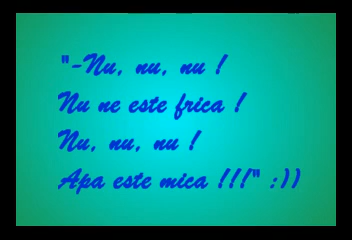 "-Nu, nu, nu !
Nu ne este frica !
Nu, nu, nu !
Apa este mica !!!" :))